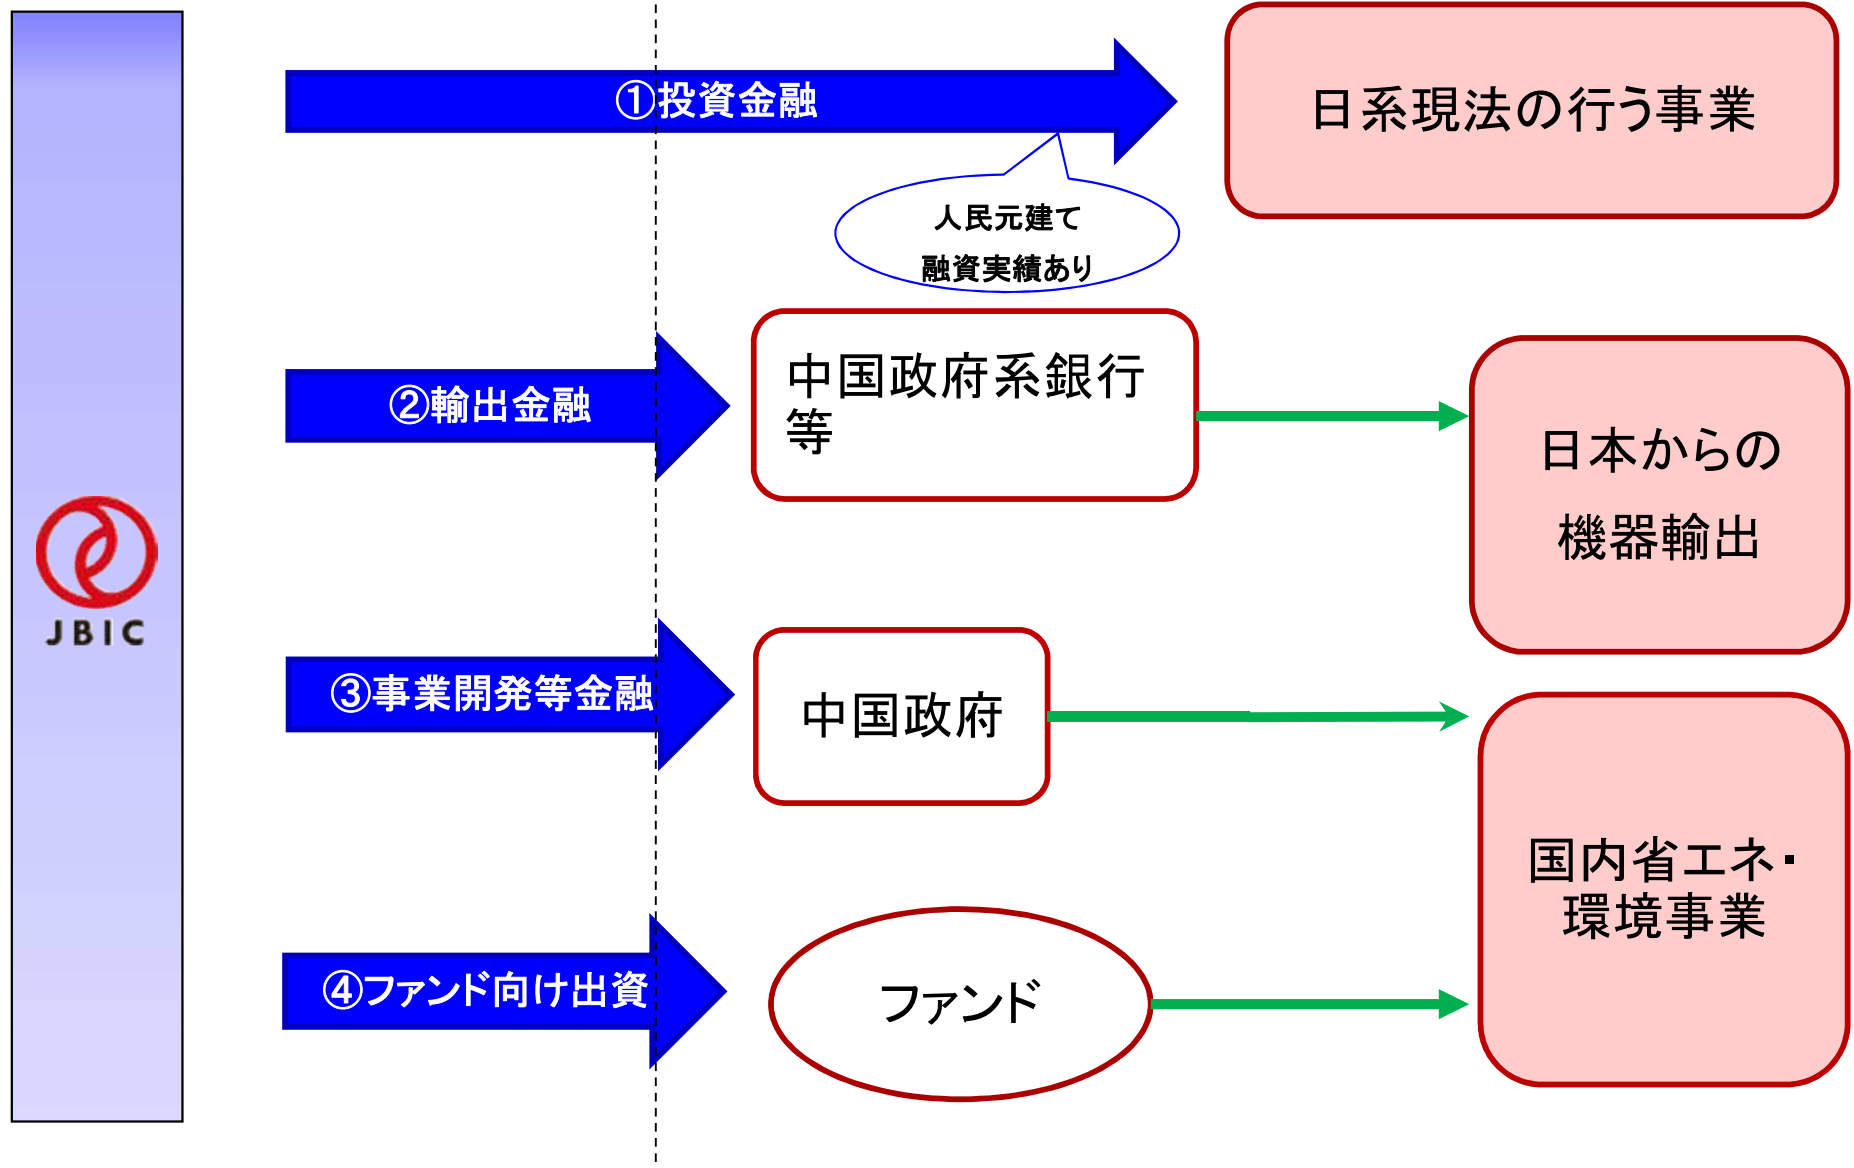 ①投資金融
日系現法の行う事業
人民元建て
融資実績あり
②輸出金融
中国政府系銀行
等
日本からの
機器輸出
JBIC
③事業開発等金融
中国政府
国内省エネ・
環境事業
④ファンド向け出資
ファンド